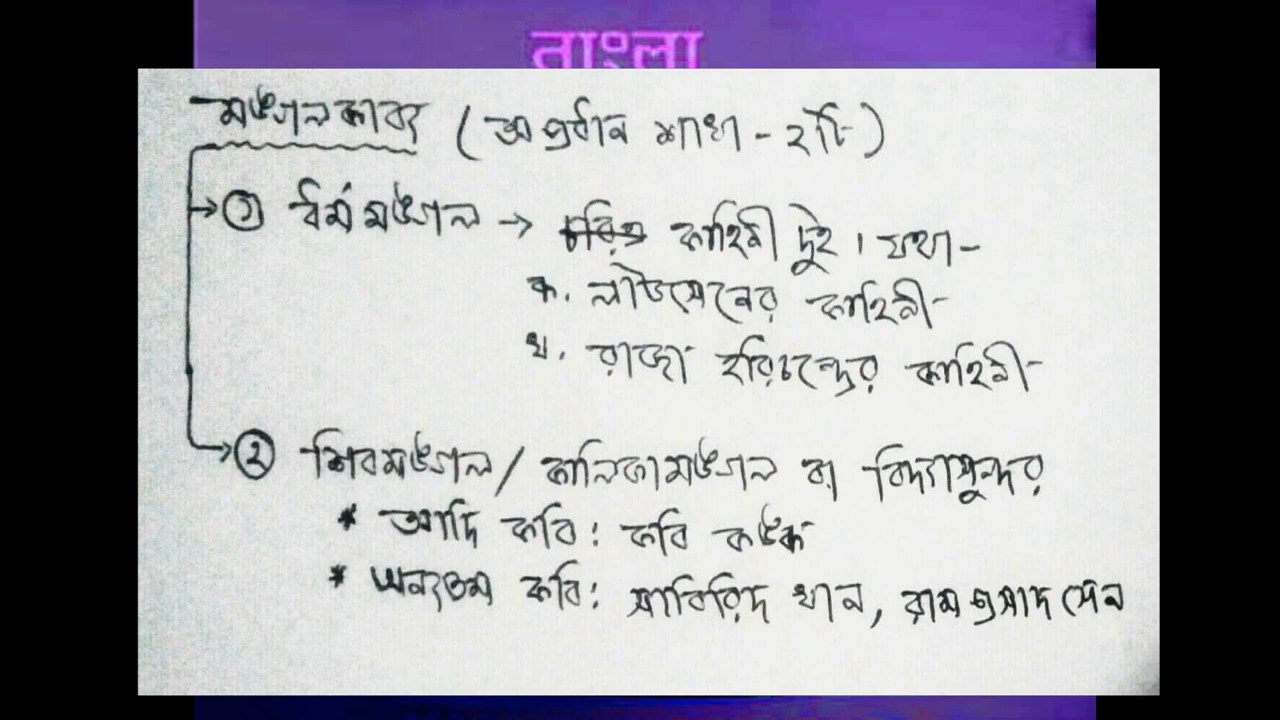 বাংলা
মঙ্গলকাব্য (অপ্রধান শাখা - ২টি)
→ ① ধর্মমঙ্গল → চরিত্র কাহিনী দুই। যথা-
ক. লাউসেনের কাহিনী-
খ. রাজা হরিচন্দ্রের কাহিনী-
→ ② শিবমঙ্গল / কালিকামঙ্গল বা বিদ্যাসুন্দর
* আদি কবি: কবি কঙ্ক
* অন্যতম কবি: সাবিরিদ খান, রামপ্রসাদ সেন